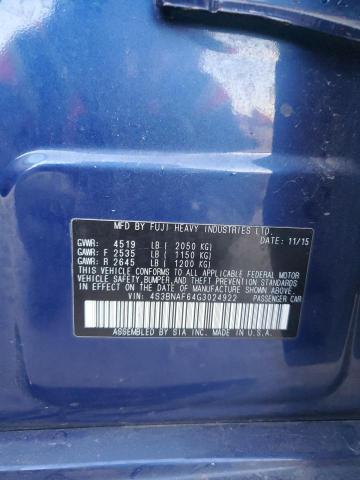 MFD BY FUJI HEAVY INDUSTRIES LTD.
DATE: 11/15
GVWR: 4519 LB ( 2050 KG)
GAWR: F 2535 LB ( 1150 KG)
GAWR: R 2645 LB ( 1200 KG)
THIS VEHICLE CONFORMS TO ALL APPLICABLE FEDERAL MOTOR
VEHICLE SAFETY,BUMPER,AND THEFT PREVENTION STANDARDS
IN EFFECT ON THE DATE OF MANUFACTURE SHOWN ABOVE.
VIN: 4S3BNAF64G3024922 PASSENGER CAR
ASSEMBLED BY SIA INC. IN U.S.A.